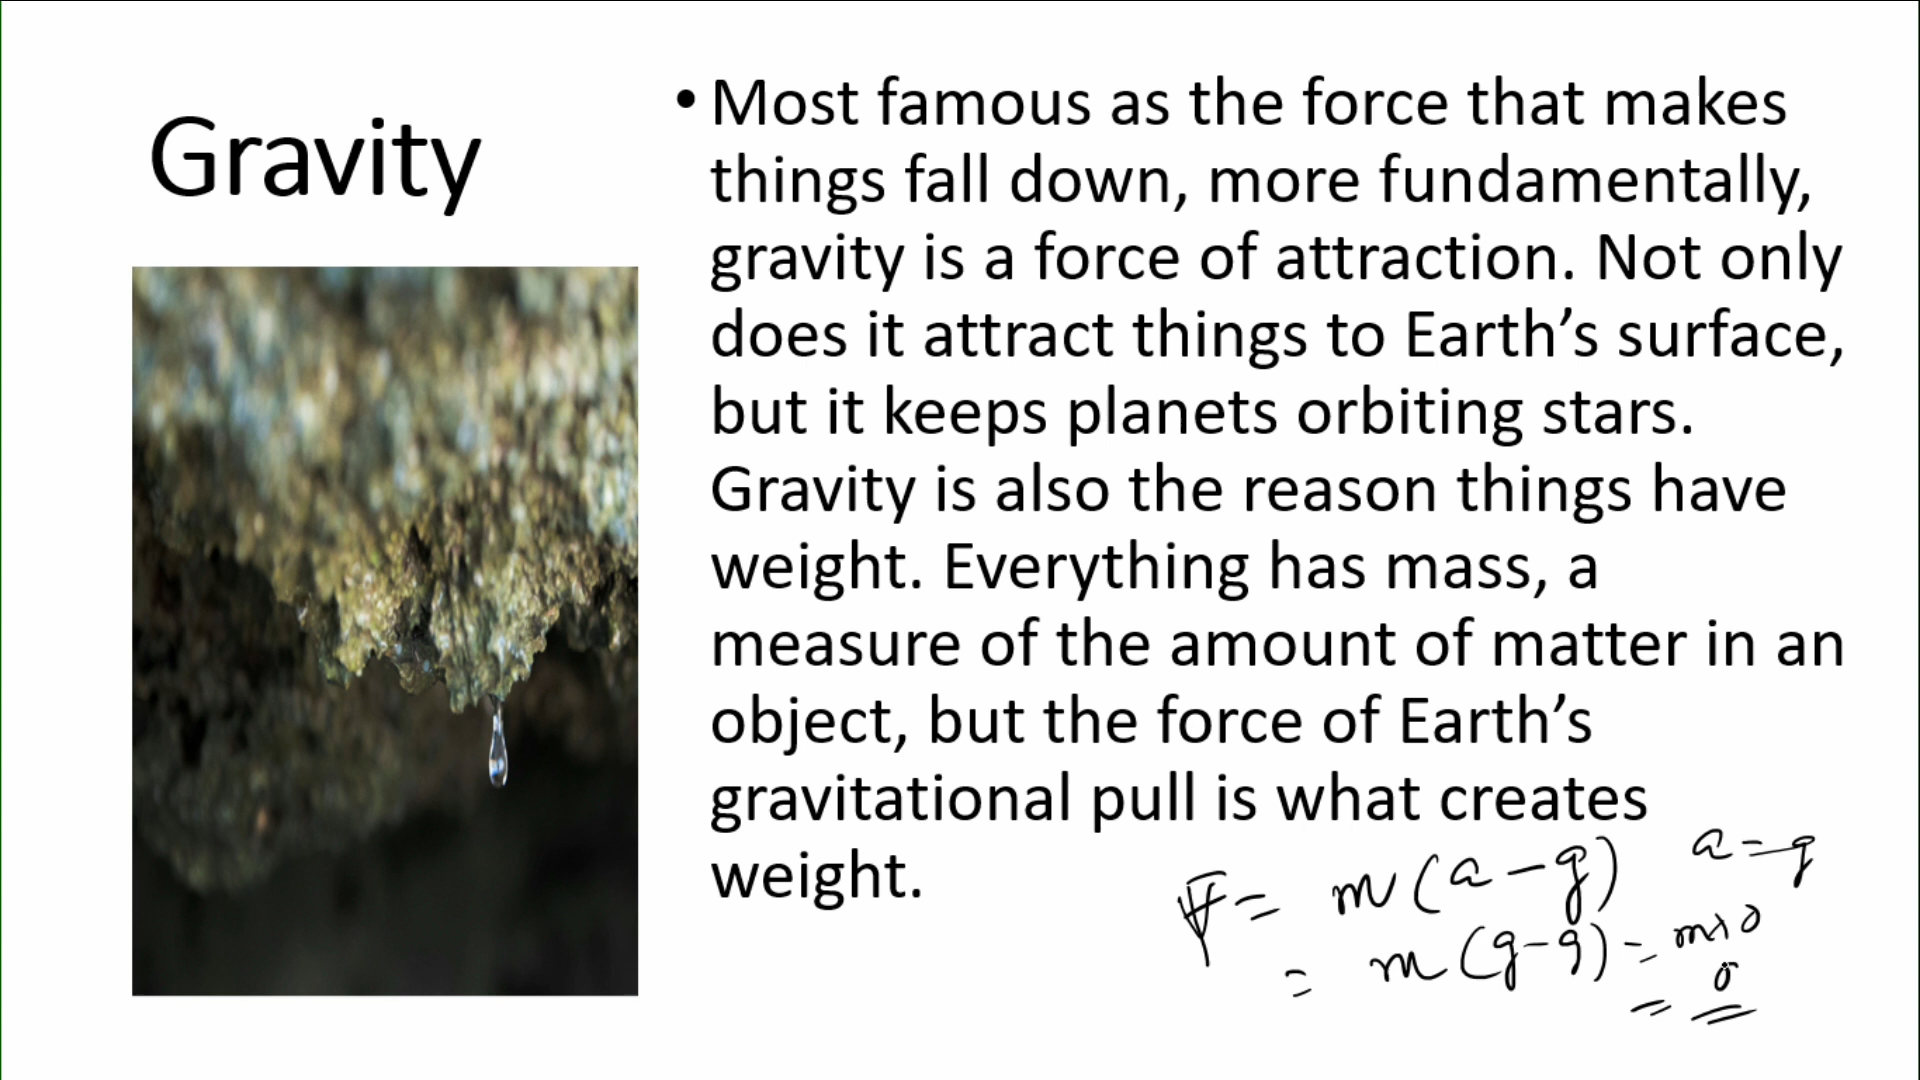 Gravity
• Most famous as the force that makes
things fall down, more fundamentally,
gravity is a force of attraction. Not only
does it attract things to Earth’s surface,
but it keeps planets orbiting stars.
Gravity is also the reason things have
weight. Everything has mass, a
measure of the amount of matter in an
object, but the force of Earth’s
gravitational pull is what creates
weight.
F = m(a-g) a=g
= m(g-g) = m×0
= 0